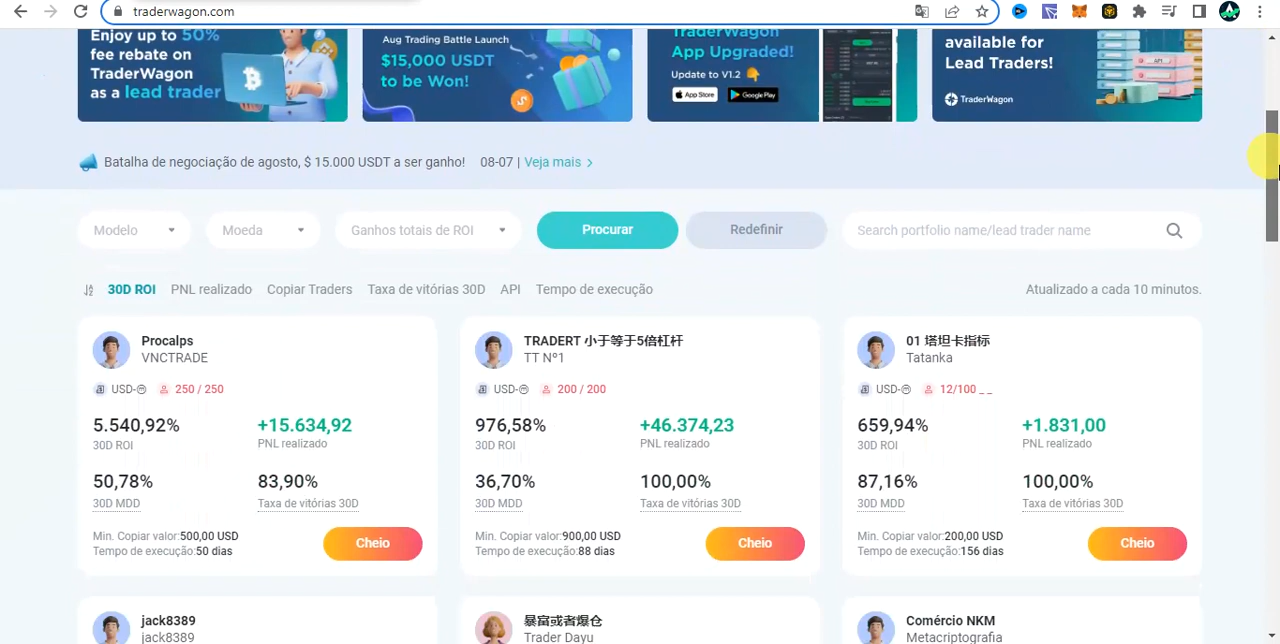 traderwagon.com
Enjoy up to 50%
fee rebate on
TraderWagon
as a lead trader
Aug Trading Battle Launch
$15,000 USDT
to be Won!
TraderWagon
App Upgraded!
Update to V1.2
App Store
Google Play
available for
Lead Traders!
API
TraderWagon
Batalha de negociação de agosto, $ 15.000 USDT a ser ganho! 08-07 | Veja mais >
Modelo
Moeda
Ganhos totais de ROI
Procurar
Redefinir
Search portfolio name/lead trader name
30D ROI PNL realizado Copiar Traders Taxa de vitórias 30D API Tempo de execução
Atualizado a cada 10 minutos.
Procalps
VNCTRADE
USD-Ⓜ 250 / 250
5.540,92% +15.634,92
30D ROI PNL realizado
50,78% 83,90%
30D MDD Taxa de vitórias 30D
Min. Copiar valor:500,00 USD
Tempo de execução:50 dias
Cheio
TRADERT 小于等于5倍杠杆
TT Nº1
USD-Ⓜ 200 / 200
976,58% +46.374,23
30D ROI PNL realizado
36,70% 100,00%
30D MDD Taxa de vitórias 30D
Min. Copiar valor:900,00 USD
Tempo de execução:88 dias
Cheio
01 塔坦卡指标
Tatanka
USD-Ⓜ 12/100 _ _
659,94% +1.831,00
30D ROI PNL realizado
87,16% 100,00%
30D MDD Taxa de vitórias 30D
Min. Copiar valor:200,00 USD
Tempo de execução:156 dias
Cheio
jack8389
jack8389
暴富或者爆仓
Trader Dayu
Comércio NKM
Metacriptografia